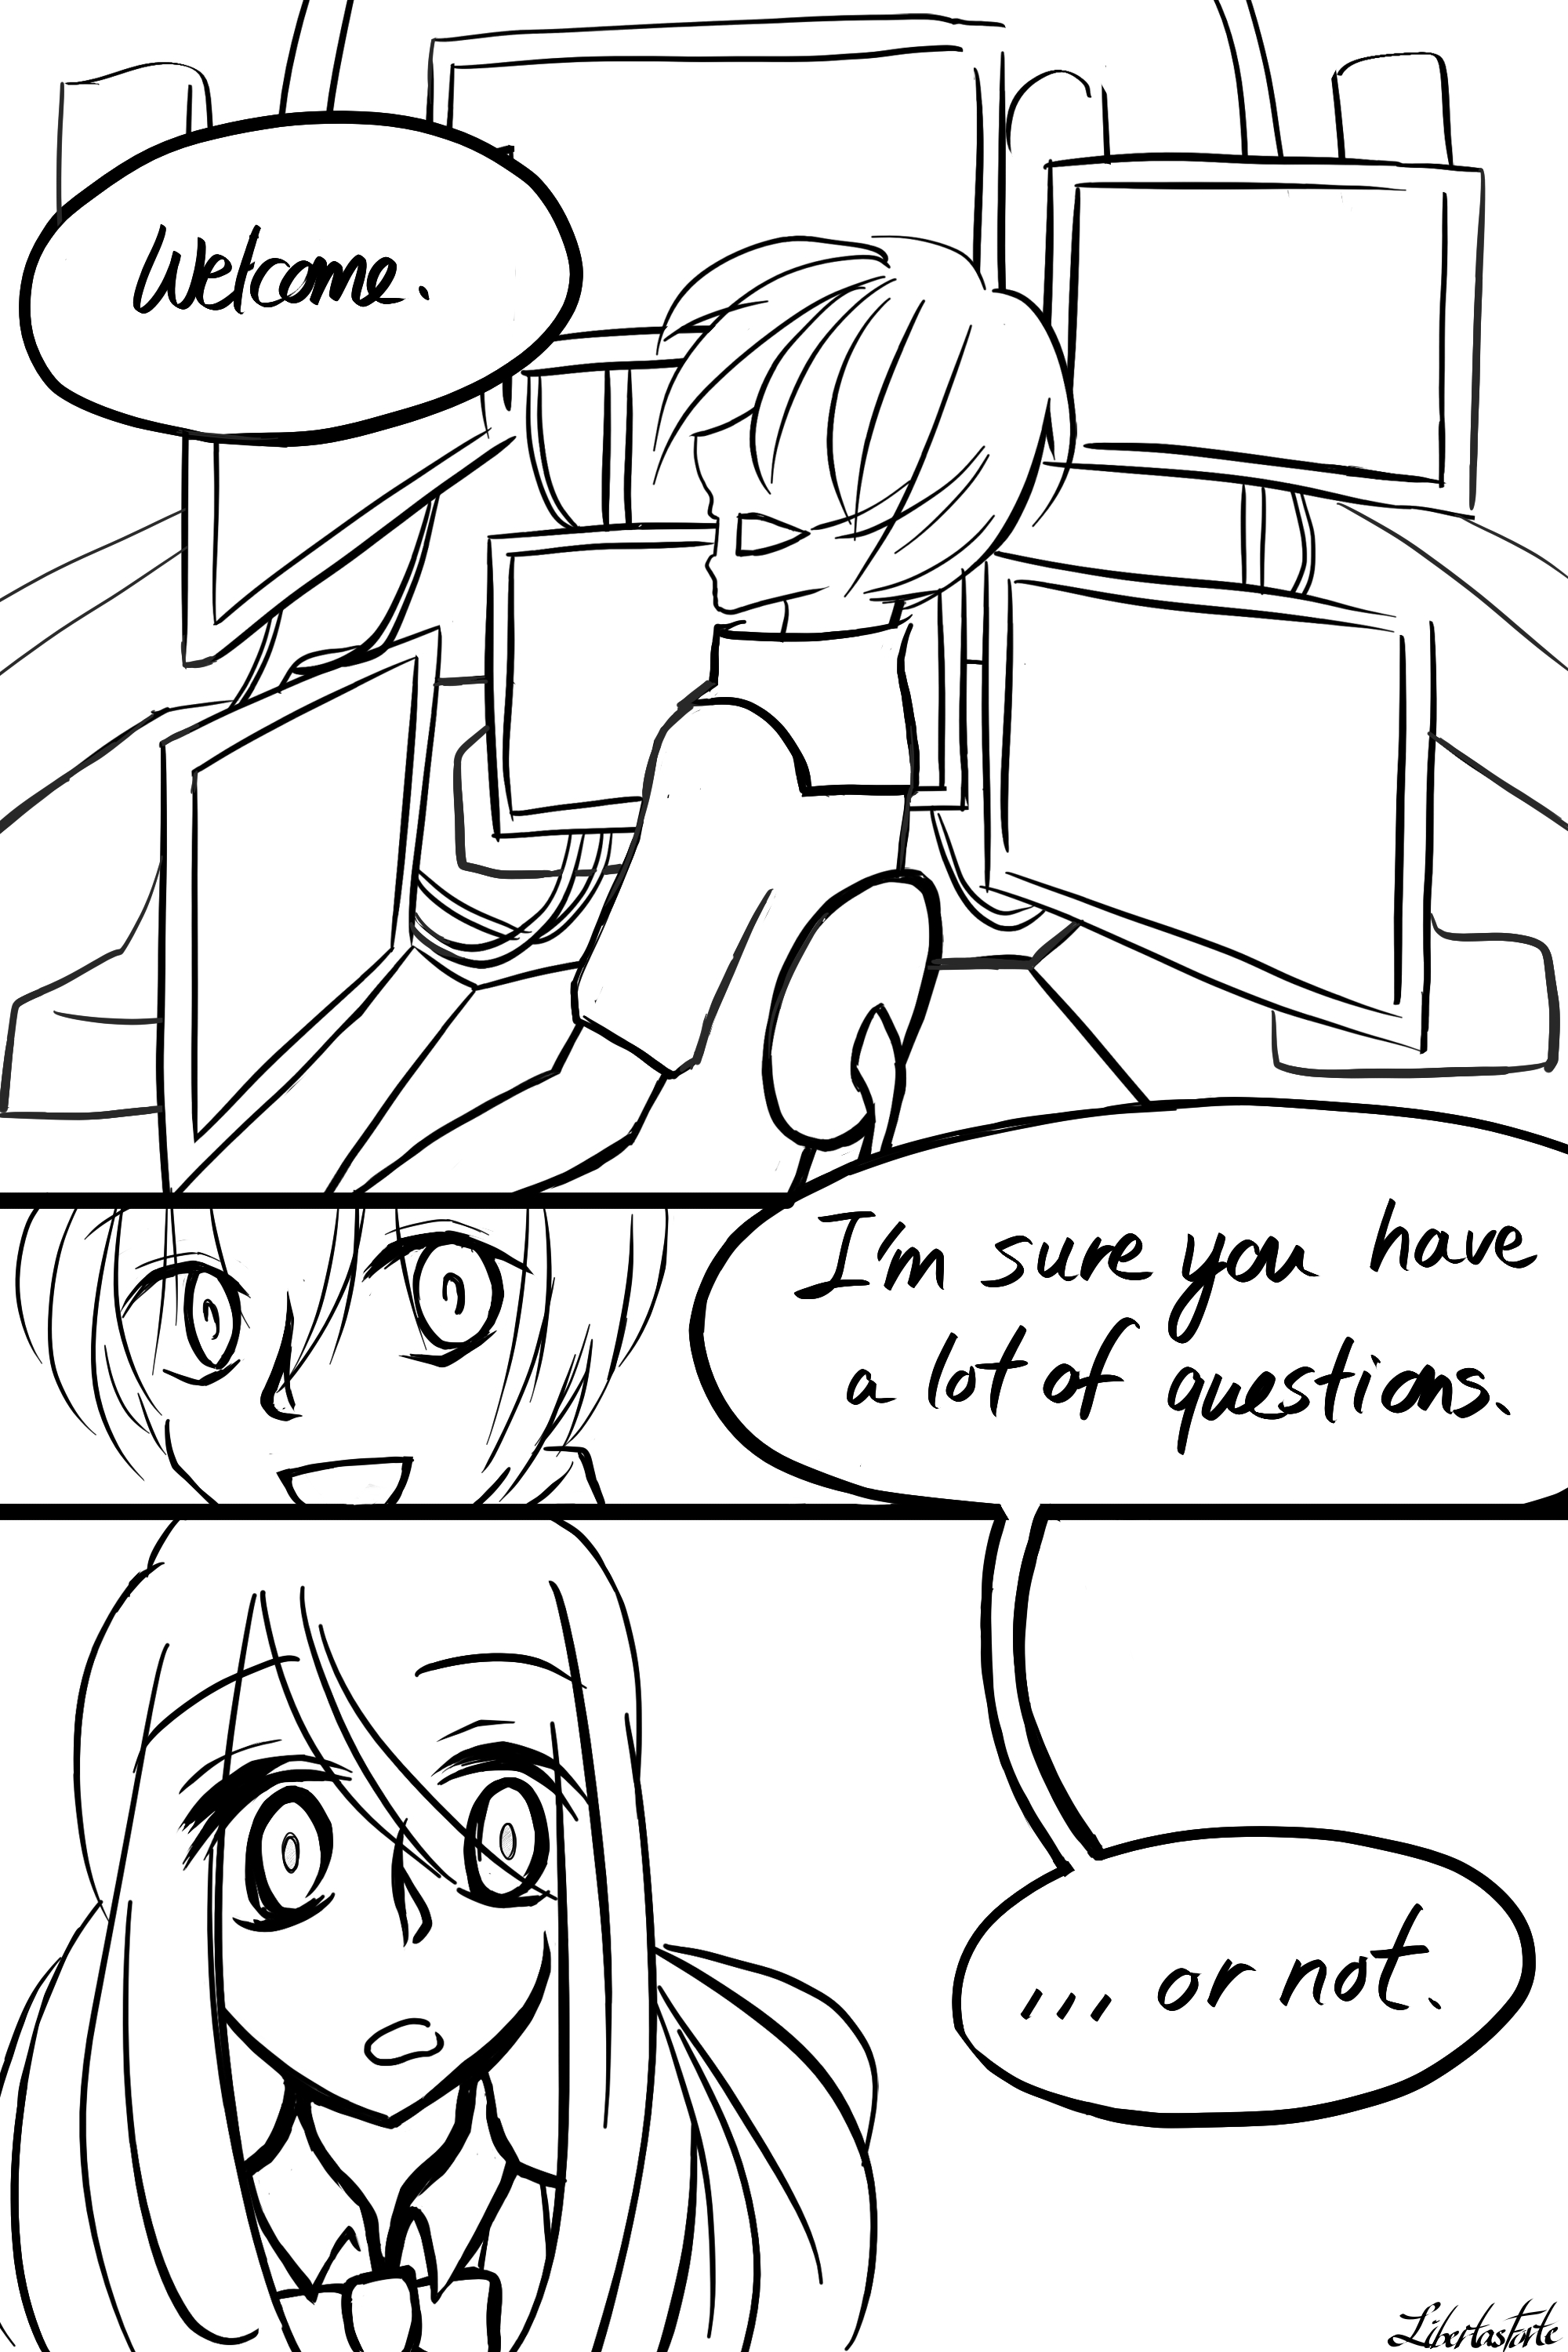 Welcome.
I'm sure you have
a lot of questions.
... or not.
Libertasforte